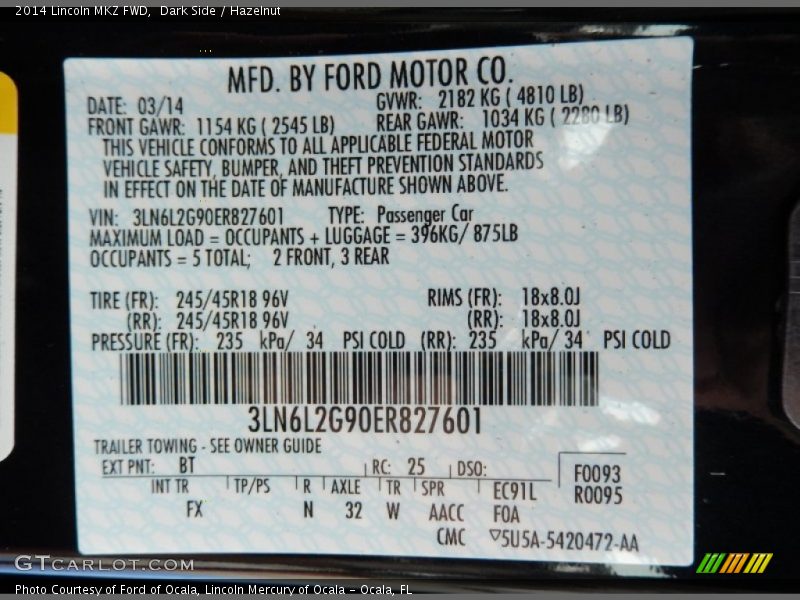 2014 Lincoln MKZ FWD,  Dark Side / Hazelnut
MFD. BY FORD MOTOR CO.
DATE: 03/14 GVWR: 2182 KG ( 4810 LB)
FRONT GAWR: 1154 KG ( 2545 LB) REAR GAWR: 1034 KG ( 2280 LB)
THIS VEHICLE CONFORMS TO ALL APPLICABLE FEDERAL MOTOR
VEHICLE SAFETY, BUMPER, AND THEFT PREVENTION STANDARDS
IN EFFECT ON THE DATE OF MANUFACTURE SHOWN ABOVE.
VIN: 3LN6L2G90ER827601 TYPE: Passenger Car
MAXIMUM LOAD = OCCUPANTS + LUGGAGE = 396KG/ 875LB
OCCUPANTS = 5 TOTAL; 2 FRONT, 3 REAR
TIRE (FR): 245/45R18 96V RIMS (FR): 18x8.0J
(RR): 245/45R18 96V (RR): 18x8.0J
PRESSURE (FR): 235 kPa/ 34 PSI COLD (RR): 235 kPa/ 34 PSI COLD
3LN6L2G90ER827601
TRAILER TOWING - SEE OWNER GUIDE
EXT PNT: BT RC: 25 DSO: F0093
INT TR TP/PS R AXLE TR SPR EC91L R0095
FX N 32 W AACC F0A
CMC ▽5U5A-5420472-AA
GTCARLOT.COM
Photo Courtesy of Ford of Ocala, Lincoln Mercury of Ocala - Ocala, FL